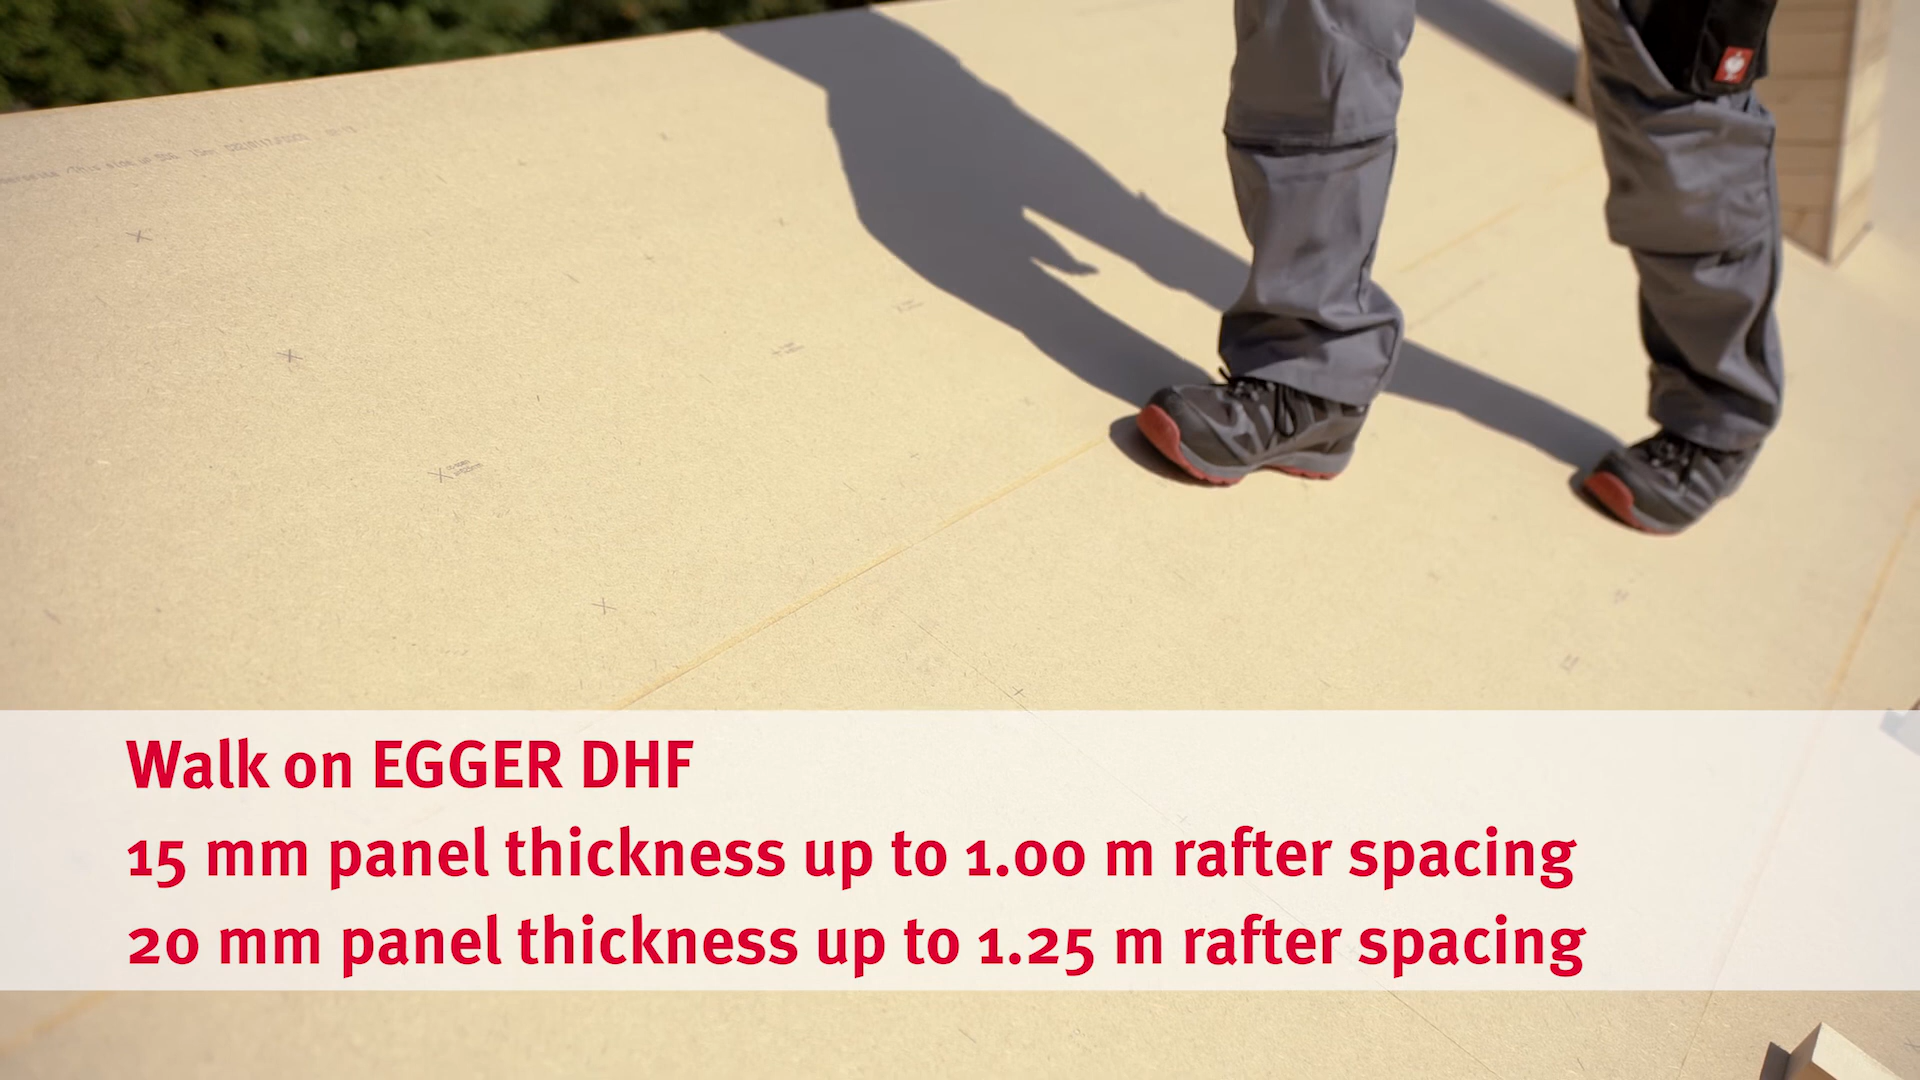 Walk on EGGER DHF
15 mm panel thickness up to 1.00 m rafter spacing
20 mm panel thickness up to 1.25 m rafter spacing